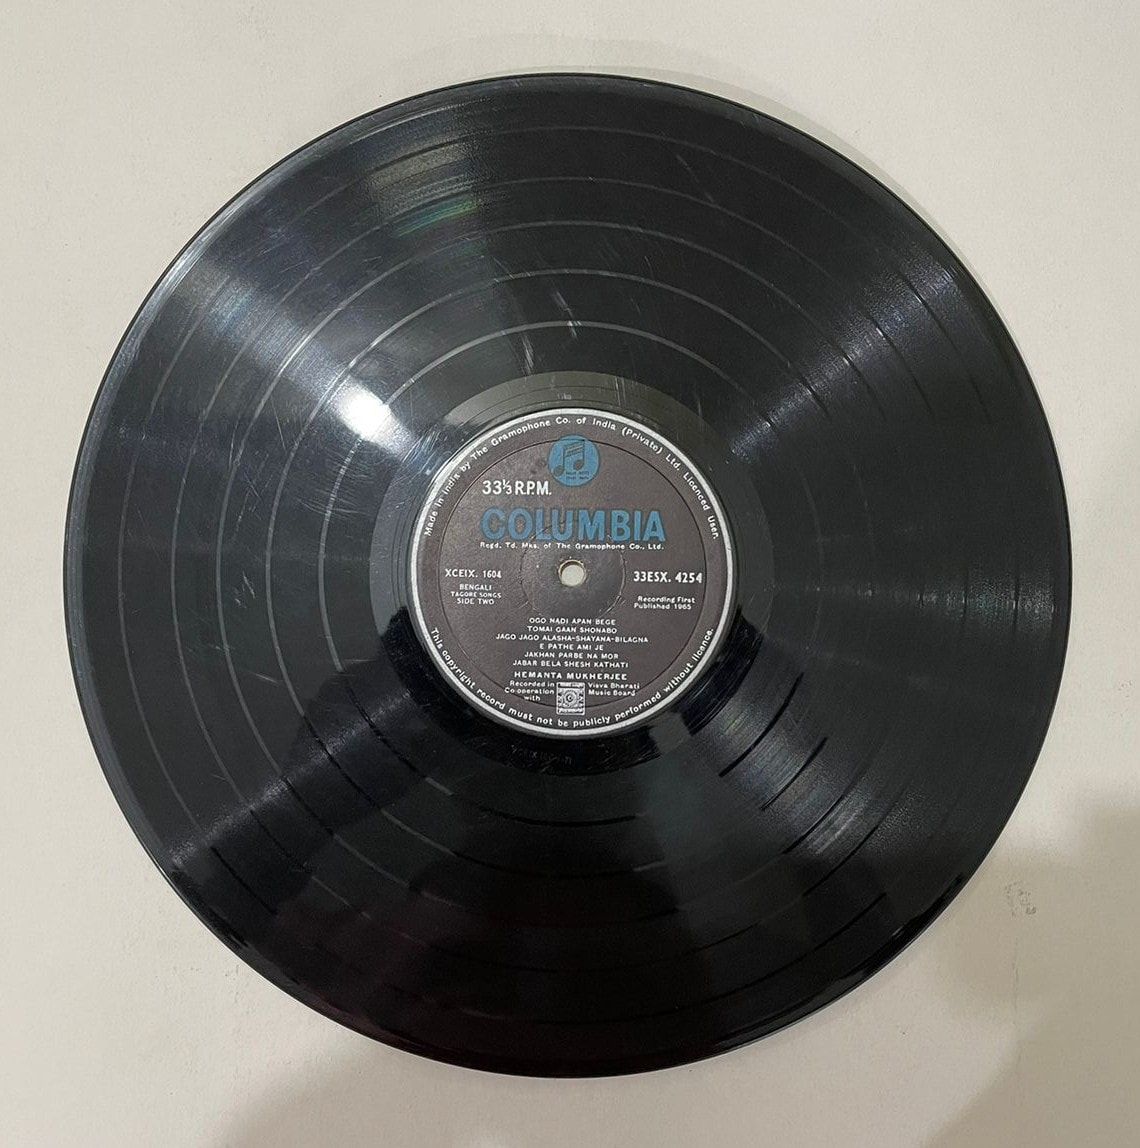 Made in India by The Gramophone Co. of India (Private) Ltd. Licenced User.
33⅓ R.P.M.
COLUMBIA
Regd. Td. Mks. of The Gramophone Co., Ltd.
XCEIX. 1604
BENGALI
TAGORE SONGS
SIDE TWO
33ESX. 4254
Recording First
Published 1965
OGO NADI APAN BEGE
TOMAI GAAN SHONABO
JAGO JAGO ALASHA-SHAYANA-BILAGNA
E PATHE AMI JE
JAKHAN PARBE NA MOR
JABAR BELA SHESH KATHATI
HEMANTA MUKHERJEE
Recorded in Visva Bharati
Co-operation Music Board
with
This copyright record must not be publicly performed without licence.